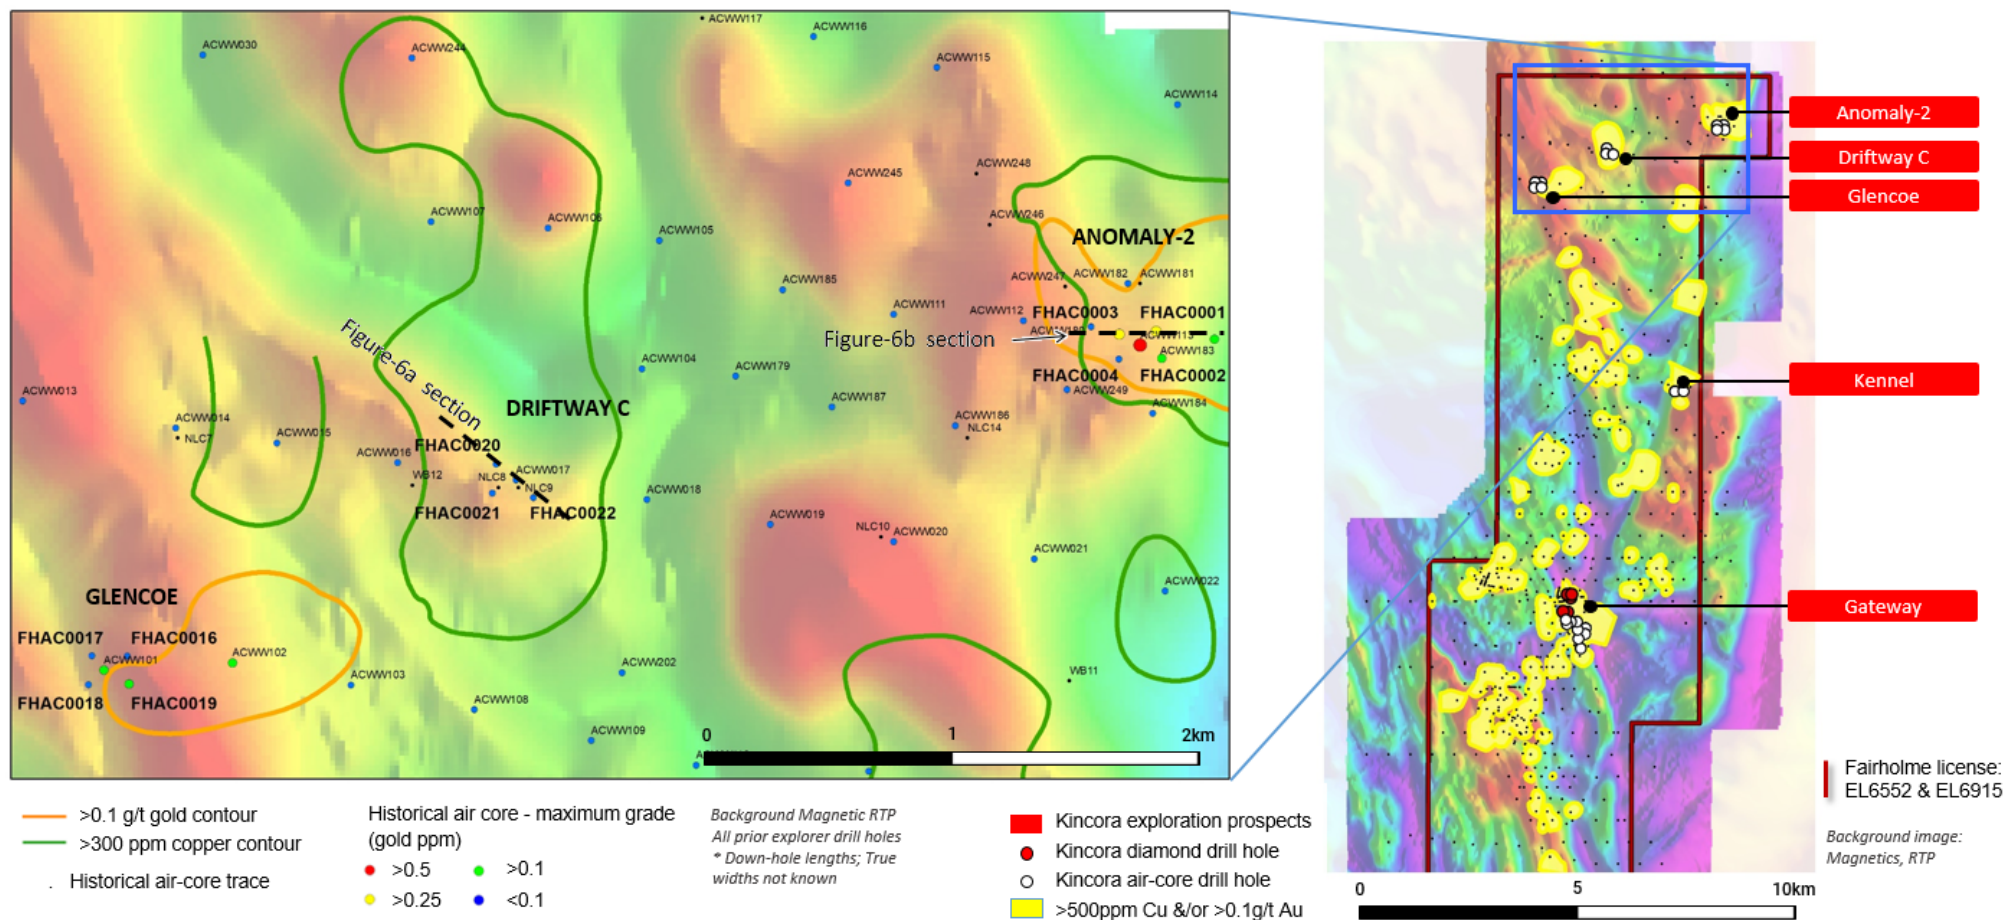 ACWW117
ACWW116
ACWW030
ACWW244
ACWW115
ACWW114
ACWW248
ACWW245
ACWW246
ACWW107
ACWW106
ACWW105
ANOMALY-2
ACWW185
ACWW247
ACWW182
ACWW181
ACWW111
ACWW112
FHAC0003
FHAC0001
Figure-6b section
ACWW113
ACWW183
ACWW104
ACWW179
FHAC0004
FHAC0002
ACWW249
ACWW013
ACWW187
ACWW184
Figure-6a section
DRIFTWAY C
ACWW014
NLC7
ACWW015
ACWW186
NLC14
FHAC0020
ACWW016
WB12
NLC8
ACWW017
NLC9
FHAC0021
FHAC0022
ACWW018
ACWW019
NLC10
ACWW020
ACWW021
ACWW022
GLENCOE
FHAC0017
FHAC0016
ACWW101
ACWW102
FHAC0018
FHAC0019
ACWW103
ACWW202
ACWW108
ACWW109
WB11
0 1 2km
Anomaly-2
Driftway C
Glencoe
Kennel
Gateway
>0.1 g/t gold contour
>300 ppm copper contour
. Historical air-core trace
Historical air core - maximum grade
(gold ppm)
>0.5 >0.1
>0.25 <0.1
Background Magnetic RTP
All prior explorer drill holes
* Down-hole lengths; True
widths not known
Kincora exploration prospects
Kincora diamond drill hole
Kincora air-core drill hole
>500ppm Cu &/or >0.1g/t Au
Fairholme license:
EL6552 & EL6915
Background image:
Magnetics, RTP
0 5 10km